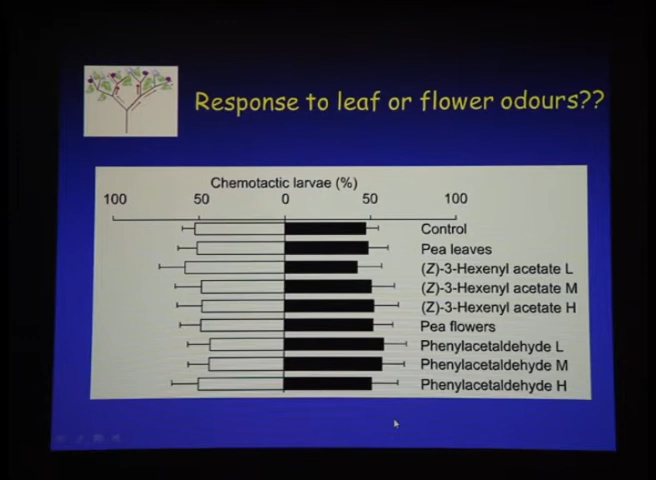 Response to leaf or flower odours??
Chemotactic larvae (%)
100 50 0 50 100
Control
Pea leaves
(Z)-3-Hexenyl acetate L
(Z)-3-Hexenyl acetate M
(Z)-3-Hexenyl acetate H
Pea flowers
Phenylacetaldehyde L
Phenylacetaldehyde M
Phenylacetaldehyde H